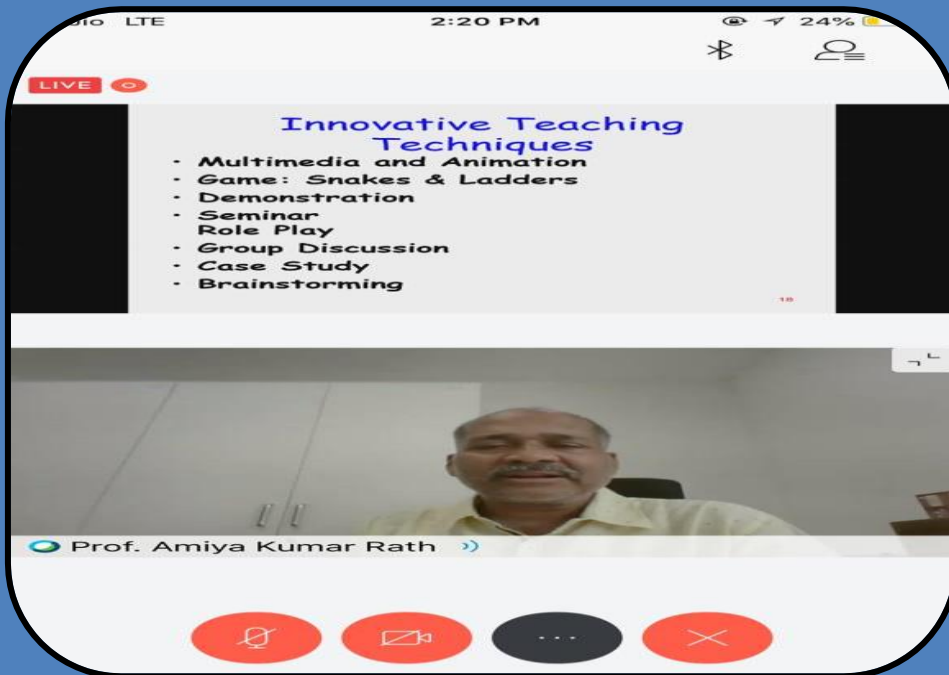 LTE 2:20 PM 24%
LIVE
Innovative Teaching
Techniques
• Multimedia and Animation
• Game: Snakes & Ladders
• Demonstration
• Seminar
Role Play
• Group Discussion
• Case Study
• Brainstorming
18
Prof. Amiya Kumar Rath